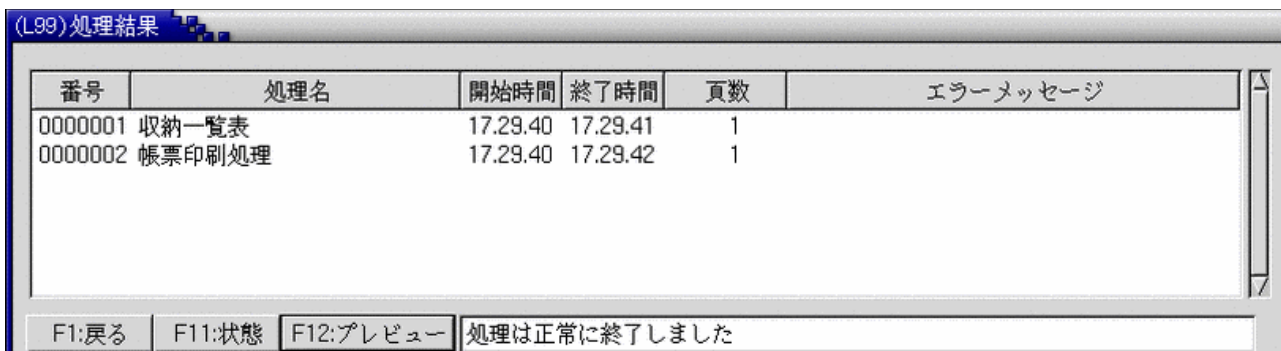 (L99)処理結果
番号 処理名 開始時間 終了時間 頁数 エラーメッセージ
0000001 収納一覧表 17.29.40 17.29.41 1
0000002 帳票印刷処理 17.29.40 17.29.42 1
F1:戻る F11:状態 F12:プレビュー 処理は正常に終了しました